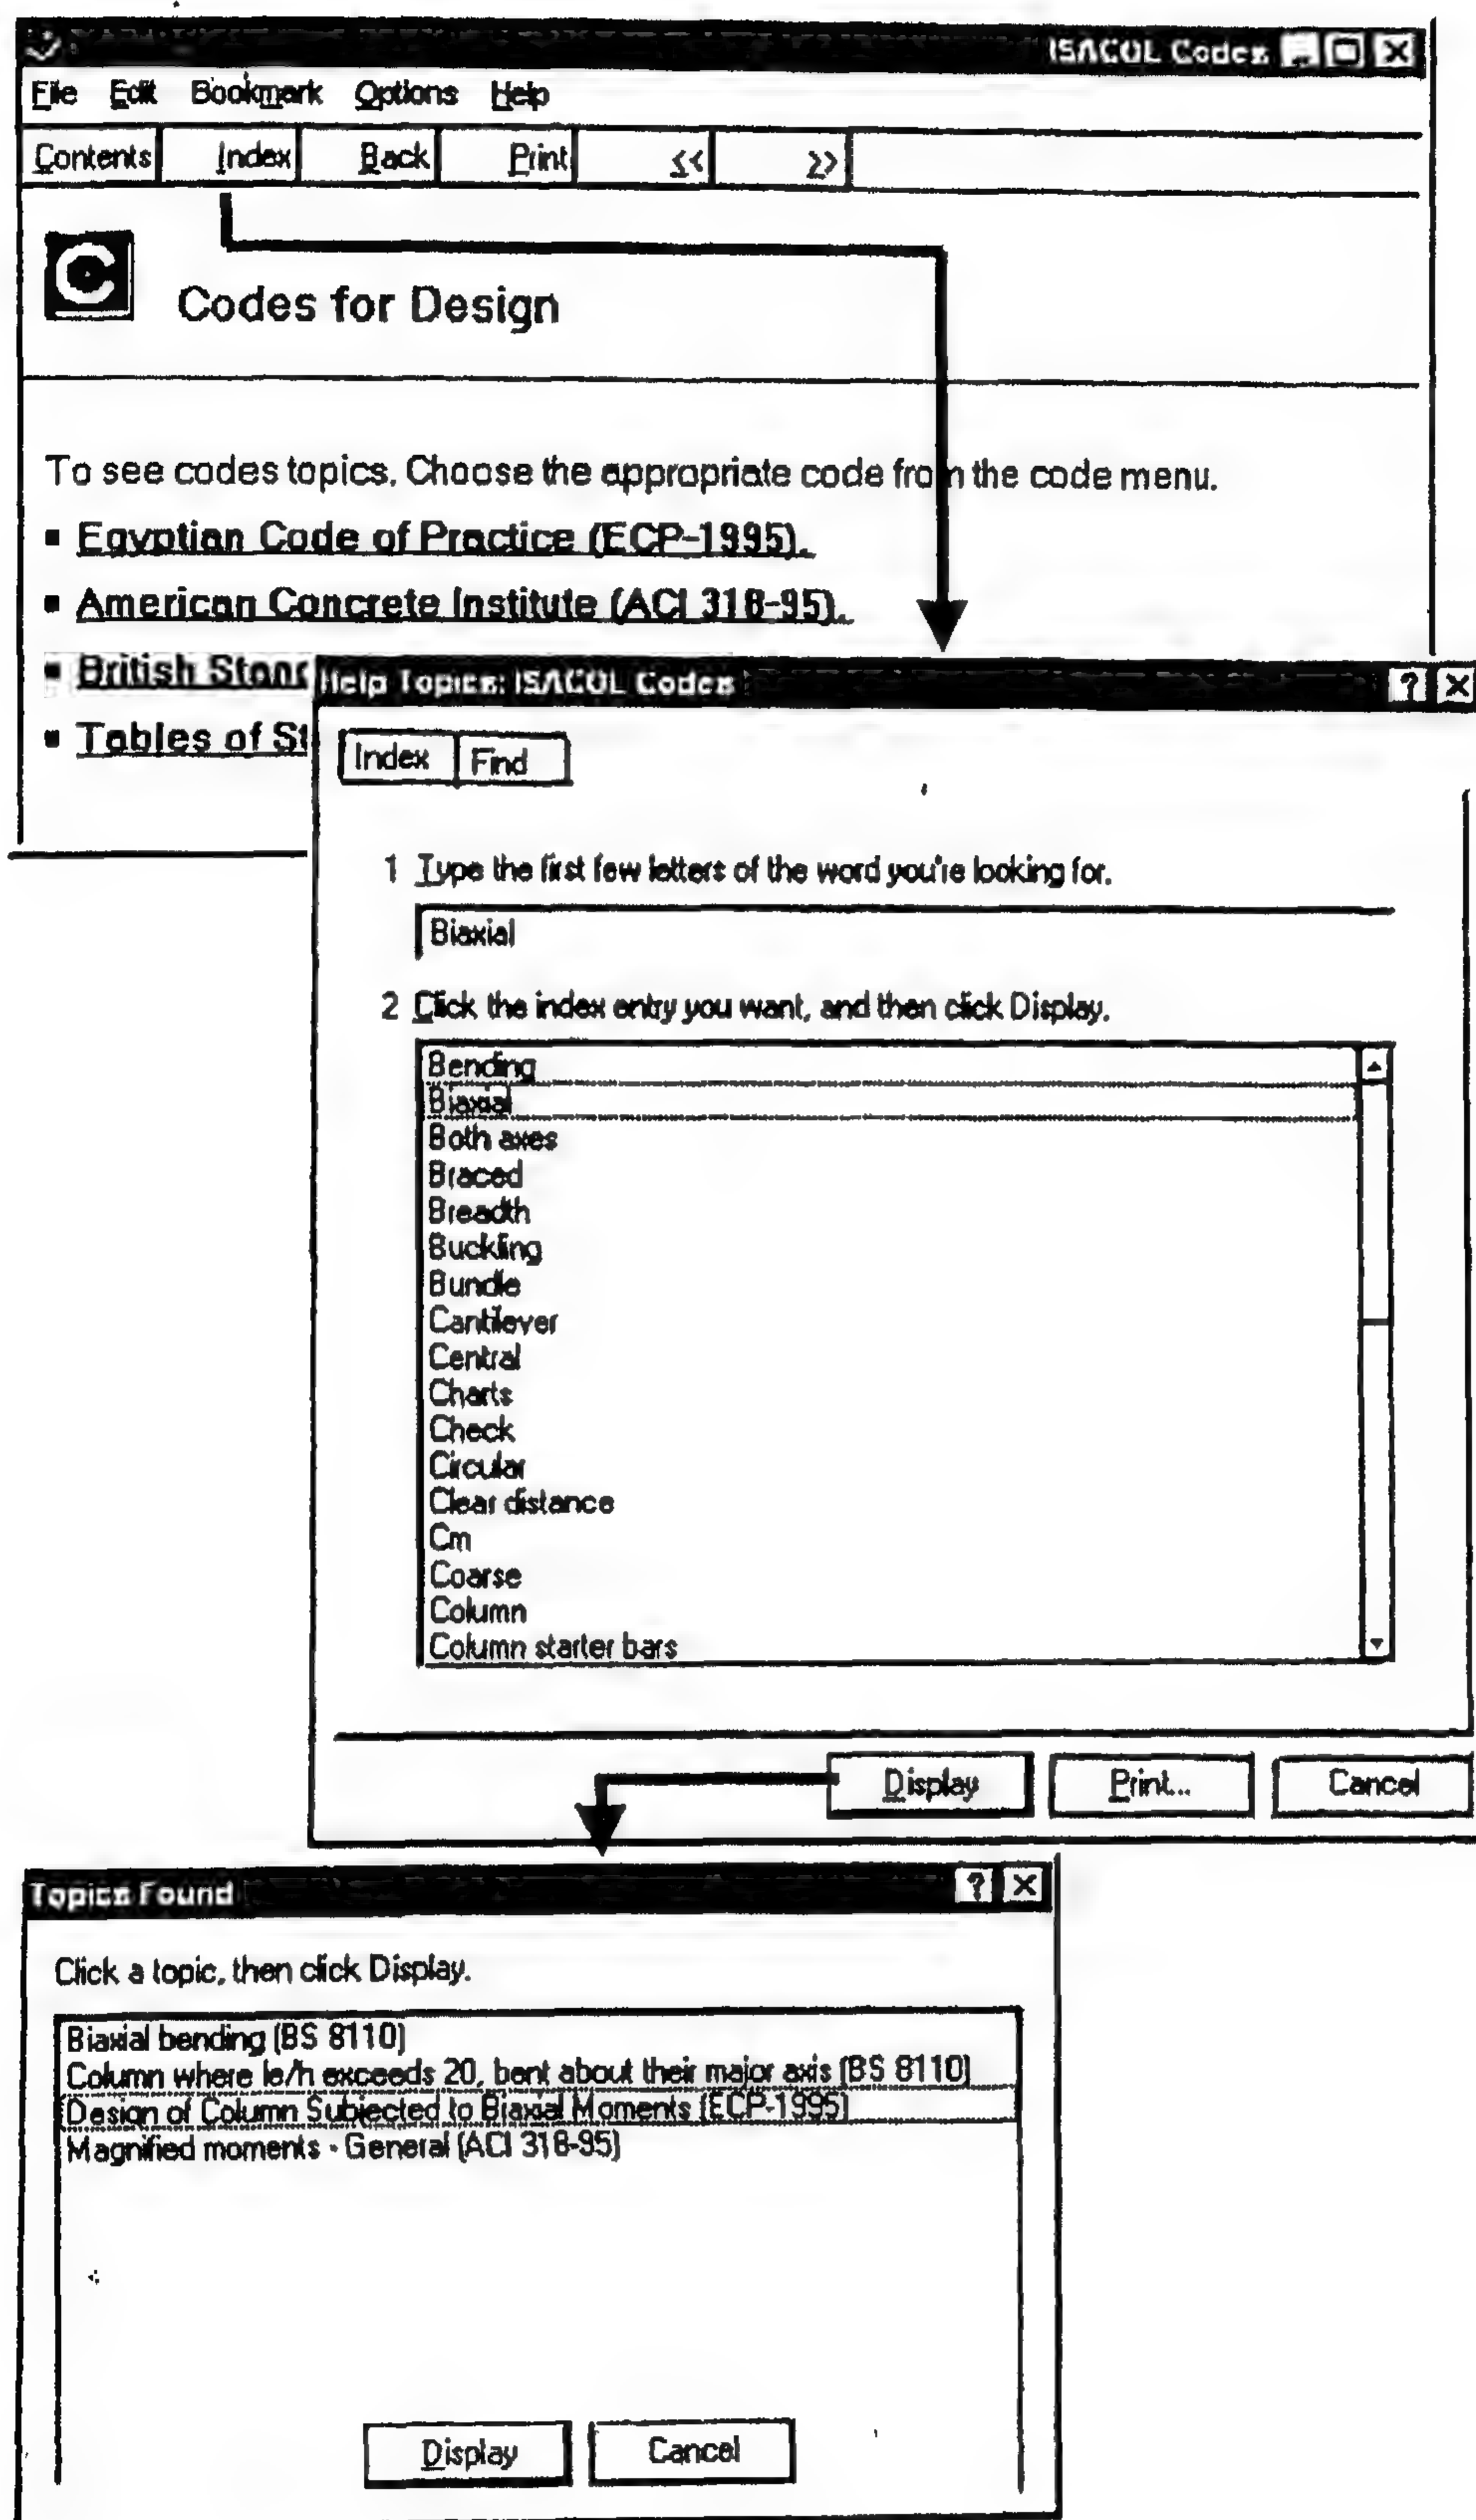 ISACOL Codes
File Edit Bookmark Options Help
Contents Index Back Print << >>
C Codes for Design
To see codes topics. Choose the appropriate code from the code menu.
▪ Egyptian Code of Practice (ECP-1995).
▪ American Concrete Institute (ACI 318-95).
▪ British Stan
▪ Tables of St
Help Topics: ISACOL Codes
Index Find
1 Type the first few letters of the word you're looking for.
Biaxial
2 Click the index entry you want, and then click Display.
Bending
Biaxial
Both axes
Braced
Breadth
Buckling
Bundle
Cantilever
Central
Charts
Check
Circular
Clear distance
Cm
Coarse
Column
Column starter bars
Display Print... Cancel
Topics Found
Click a topic, then click Display.
Biaxial bending (BS 8110)
Column where le/h exceeds 20, bent about their major axis (BS 8110)
Design of Column Subjected to Biaxial Moments (ECP-1995)
Magnified moments - General (ACI 318-95)
Display Cancel